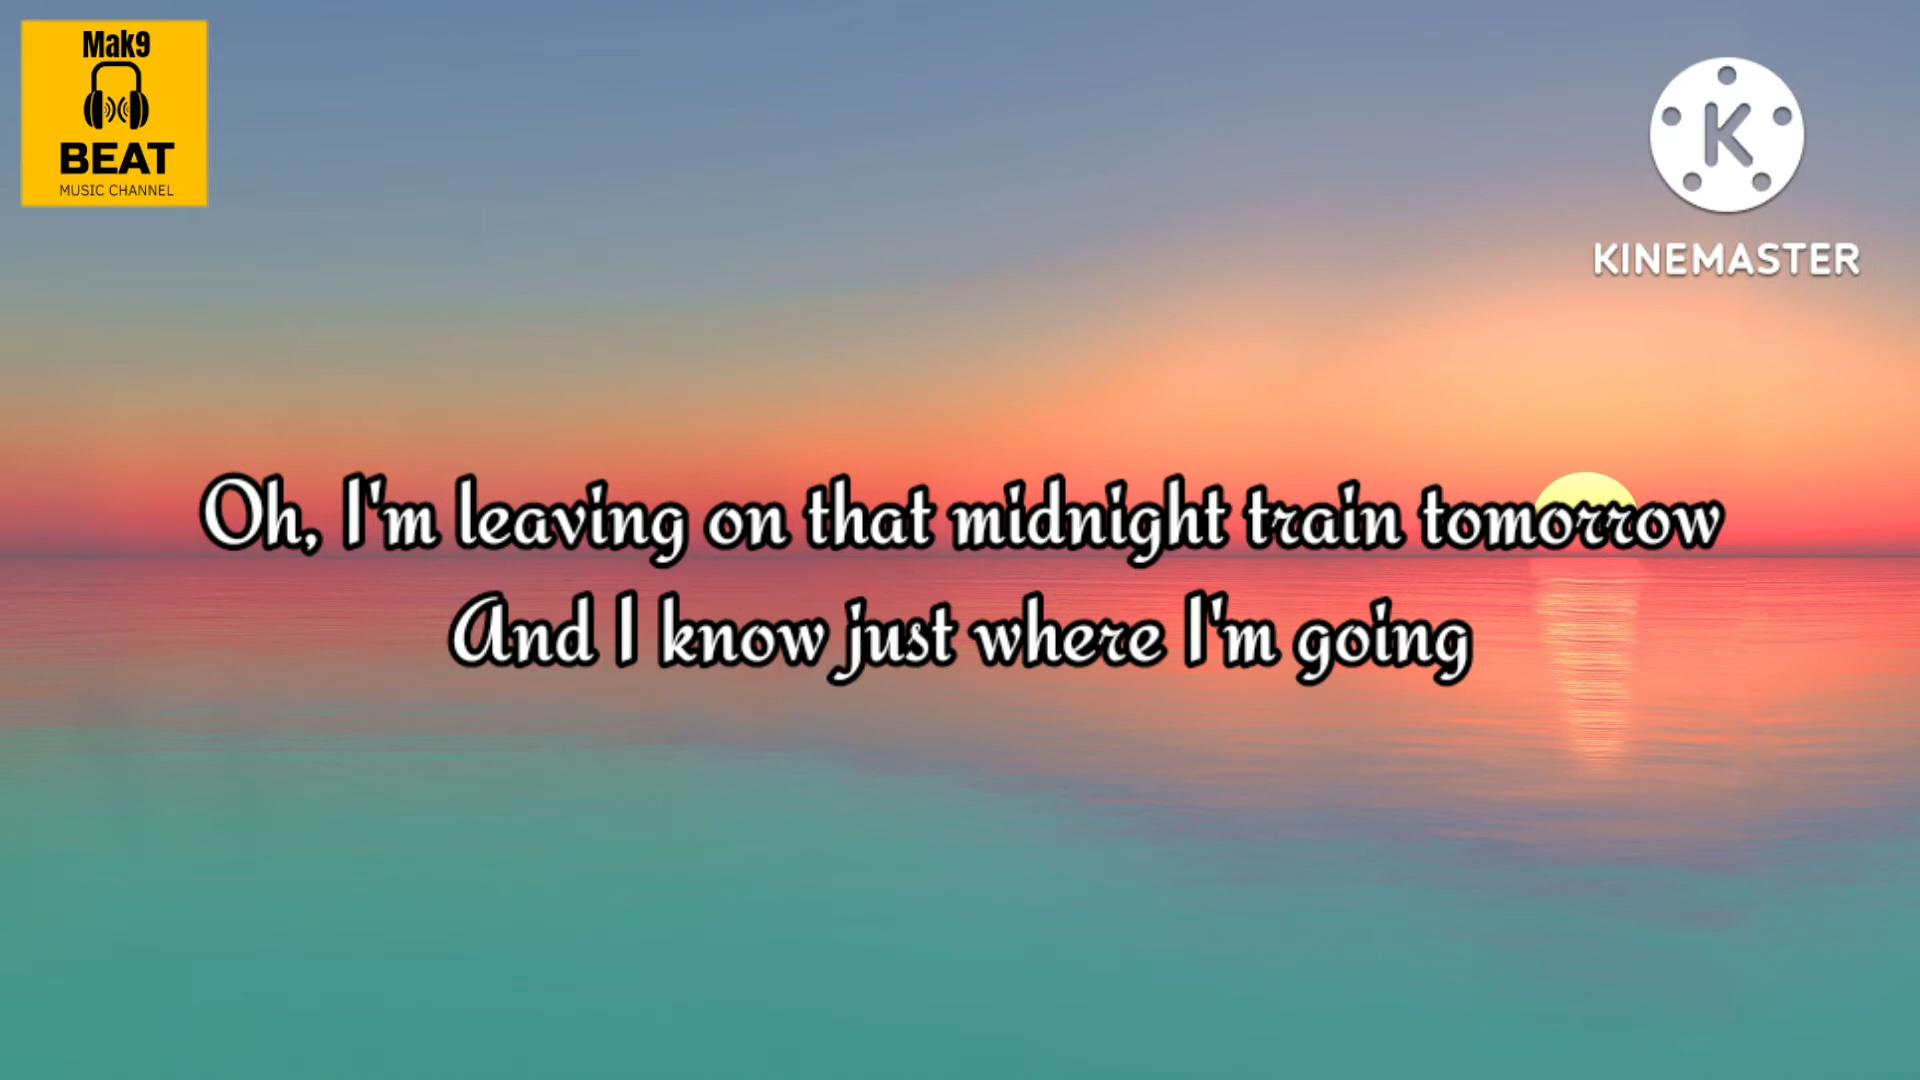 Mak9
BEAT
MUSIC CHANNEL
K
KINEMASTER
Oh, I'm leaving on that midnight train tomorrow
And I know just where I'm going